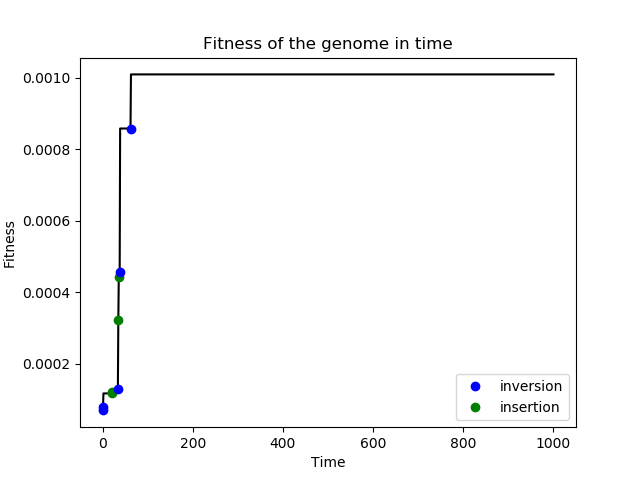 Fitness of the genome in time
0.0010
0.0008
0.0006
0.0004
0.0002
Fitness
inversion
insertion
0 200 400 600 800 1000
Time